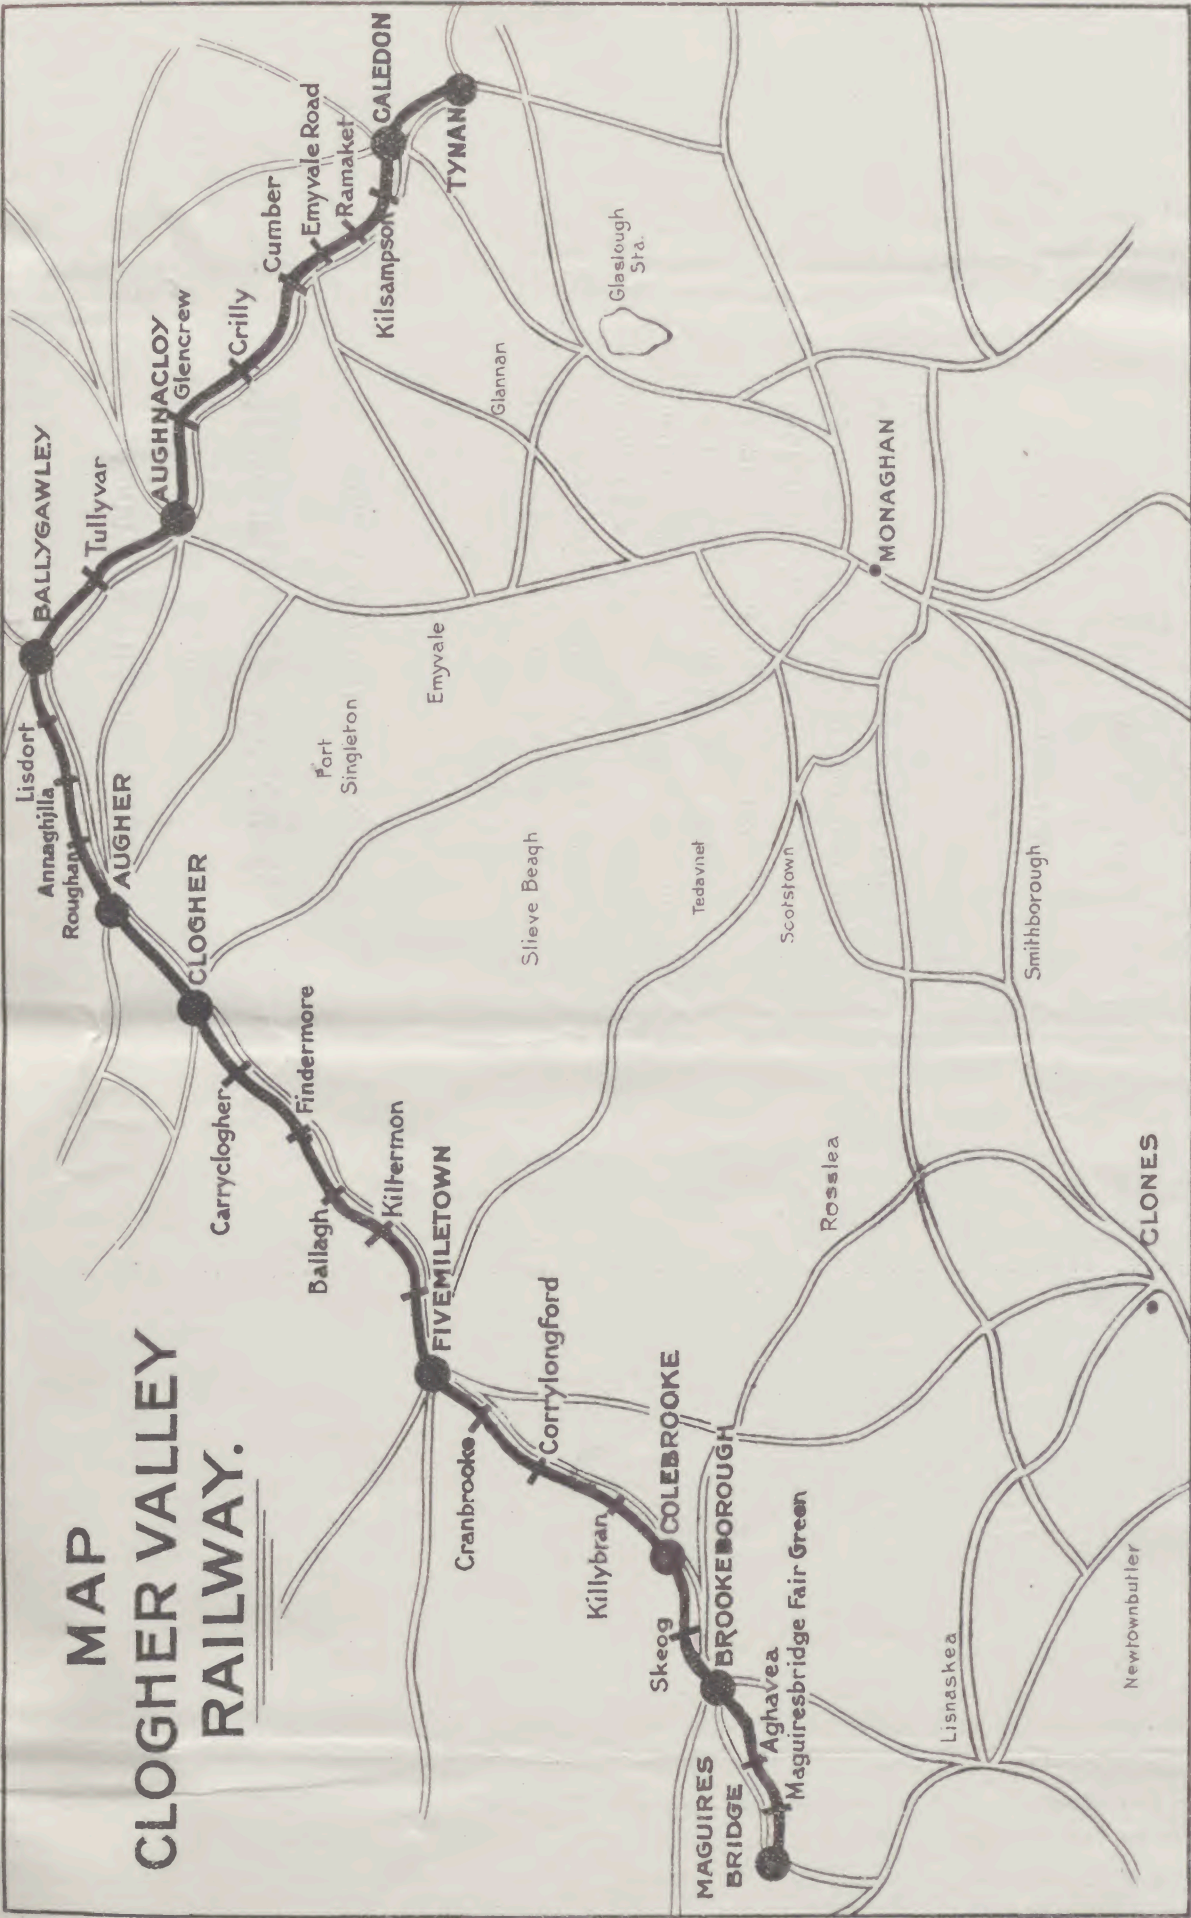 MAP
CLOGHER VALLEY
RAILWAY.
MAGUIRES
BRIDGE
Maguiresbridge Fair Green
Aghavea
BROOKEBOROUGH
Skeog
COLEBROOKE
Killybran
Corrylongford
Cranbrooke
FIVEMILETOWN
Kiltermon
Ballagh
Findermore
Carryclogher
CLOGHER
AUGHER
Roughan
Annaghilla
Lisdort
BALLYGAWLEY
Tullyvar
AUGHNACLOY
Glencrew
Crilly
Cumber
Emyvale Road
Ramaket
Kilsampson
CALEDON
TYNAN
Glaslough
Sta.
Glannan
MONAGHAN
Emyvale
Fort
Singleton
Slieve Beagh
Tedavnet
Scotstown
Smithborough
Rosslea
CLONES
Lisnaskea
Newtownbutler